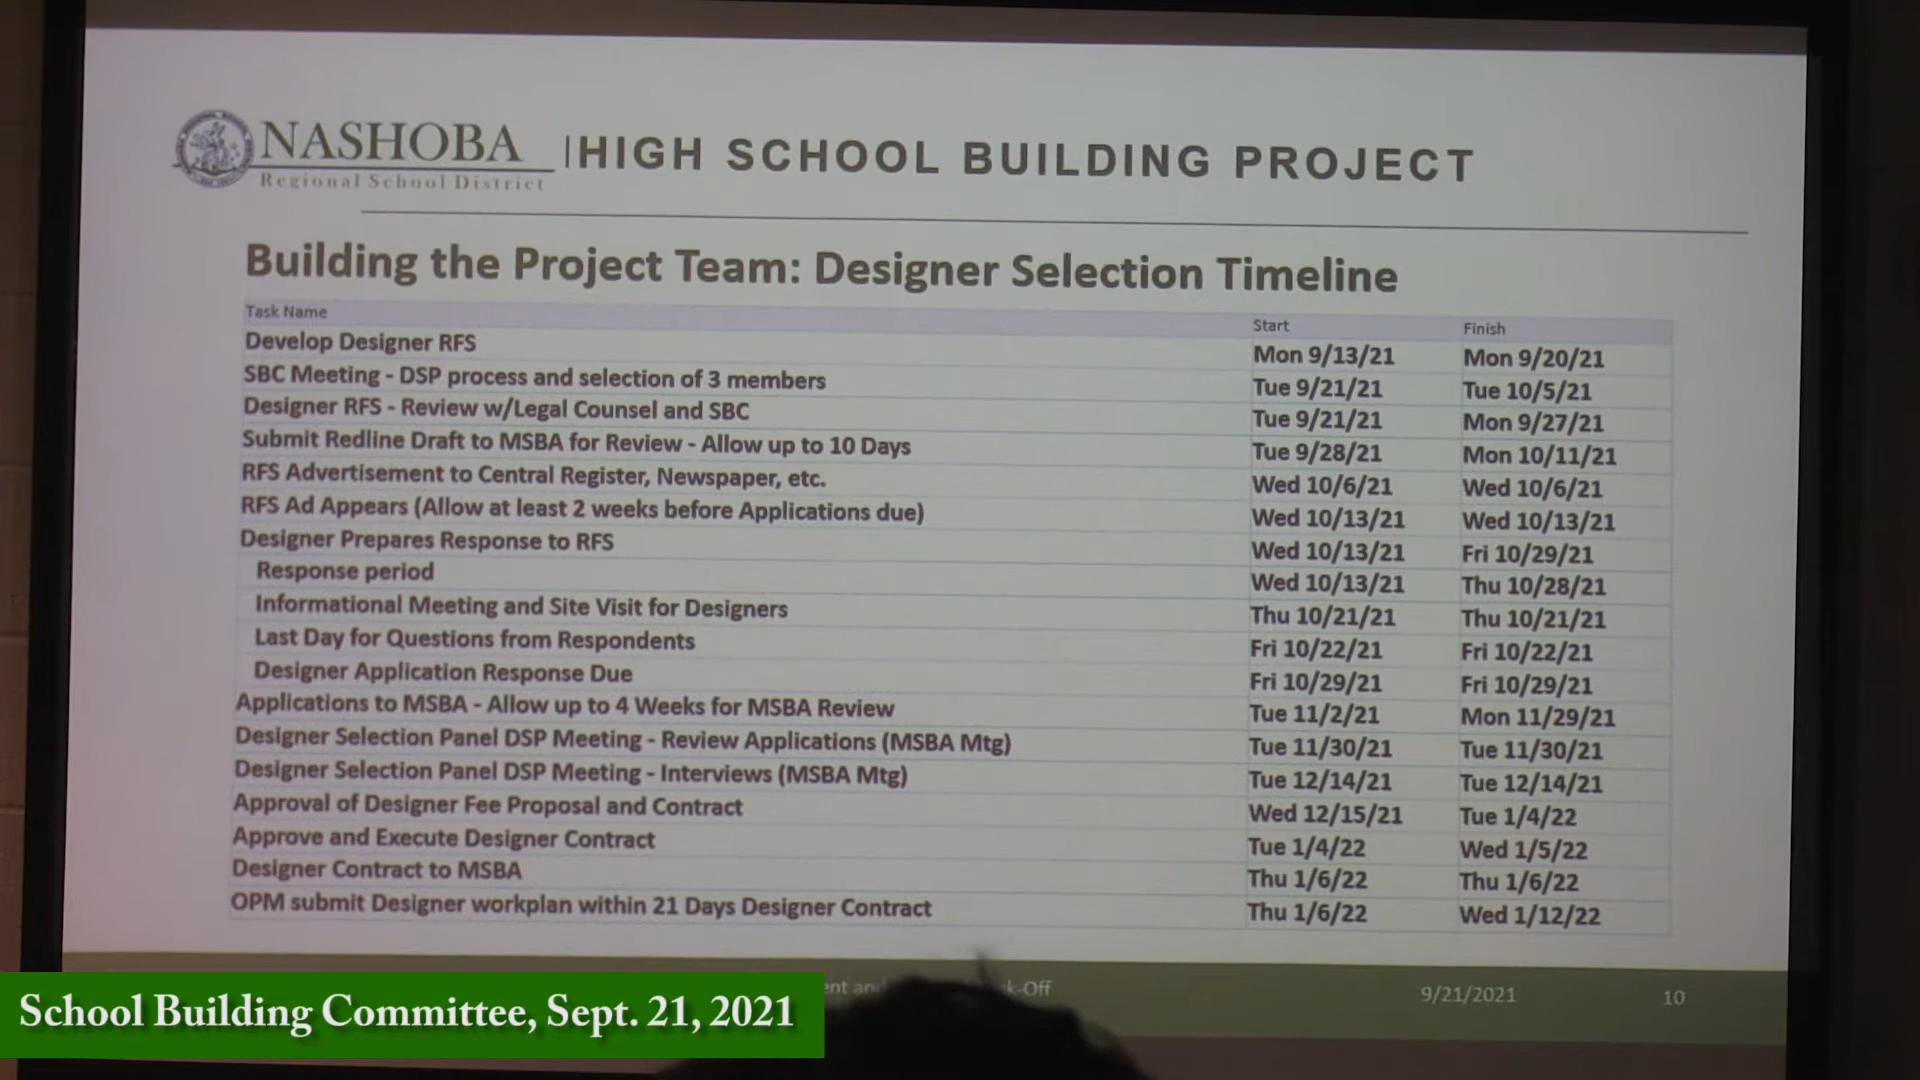 NASHOBA
Regional School District
HIGH SCHOOL BUILDING PROJECT
Building the Project Team: Designer Selection Timeline
Task Name Start Finish
Develop Designer RFS Mon 9/13/21 Mon 9/20/21
SBC Meeting - DSP process and selection of 3 members Tue 9/21/21 Tue 10/5/21
Designer RFS - Review w/Legal Counsel and SBC Tue 9/21/21 Mon 9/27/21
Submit Redline Draft to MSBA for Review - Allow up to 10 Days Tue 9/28/21 Mon 10/11/21
RFS Advertisement to Central Register, Newspaper, etc. Wed 10/6/21 Wed 10/6/21
RFS Ad Appears (Allow at least 2 weeks before Applications due) Wed 10/13/21 Wed 10/13/21
Designer Prepares Response to RFS Wed 10/13/21 Fri 10/29/21
Response period Wed 10/13/21 Thu 10/28/21
Informational Meeting and Site Visit for Designers Thu 10/21/21 Thu 10/21/21
Last Day for Questions from Respondents Fri 10/22/21 Fri 10/22/21
Designer Application Response Due Fri 10/29/21 Fri 10/29/21
Applications to MSBA - Allow up to 4 Weeks for MSBA Review Tue 11/2/21 Mon 11/29/21
Designer Selection Panel DSP Meeting - Review Applications (MSBA Mtg) Tue 11/30/21 Tue 11/30/21
Designer Selection Panel DSP Meeting - Interviews (MSBA Mtg) Tue 12/14/21 Tue 12/14/21
Approval of Designer Fee Proposal and Contract Wed 12/15/21 Tue 1/4/22
Approve and Execute Designer Contract Tue 1/4/22 Wed 1/5/22
Designer Contract to MSBA Thu 1/6/22 Thu 1/6/22
OPM submit Designer workplan within 21 Days Designer Contract Thu 1/6/22 Wed 1/12/22
k-Off 9/21/2021 10
School Building Committee, Sept. 21, 2021